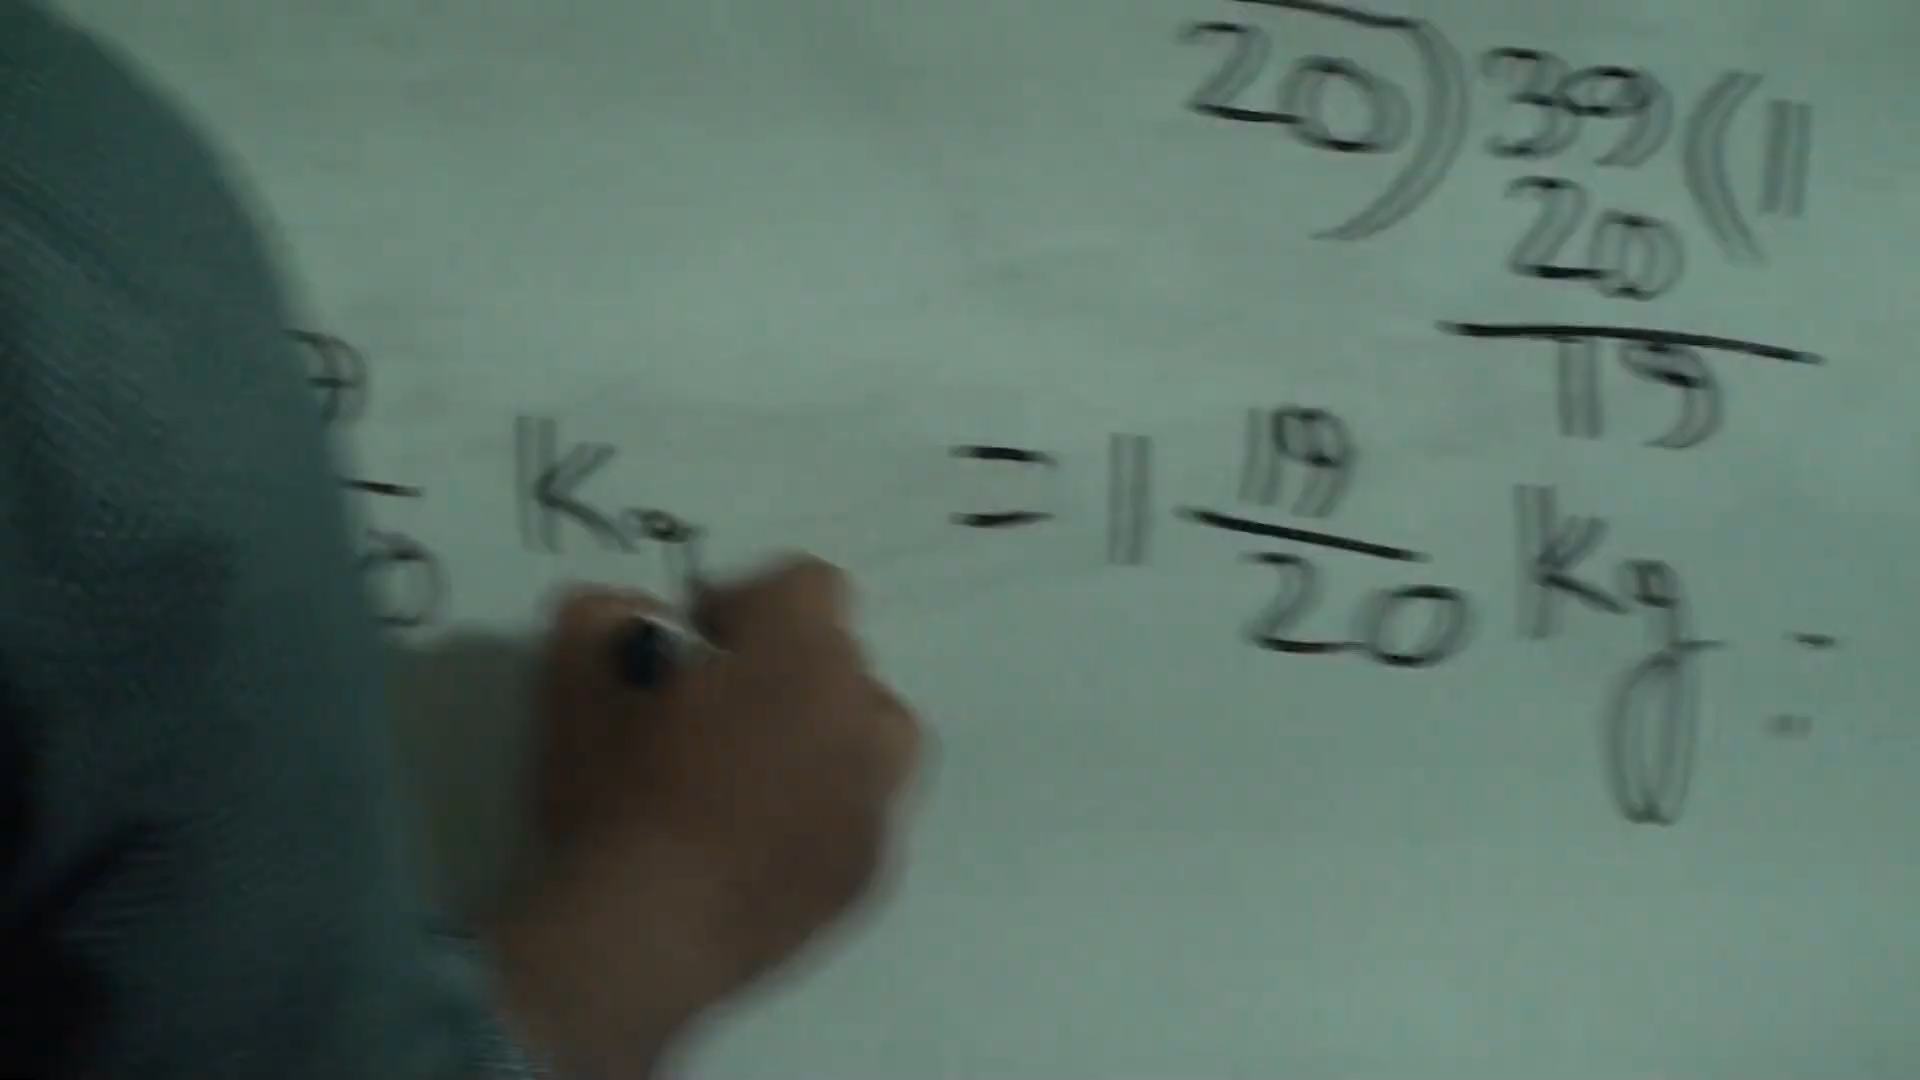 20)39(1
20
19
Kg = 1 19/20 Kg =